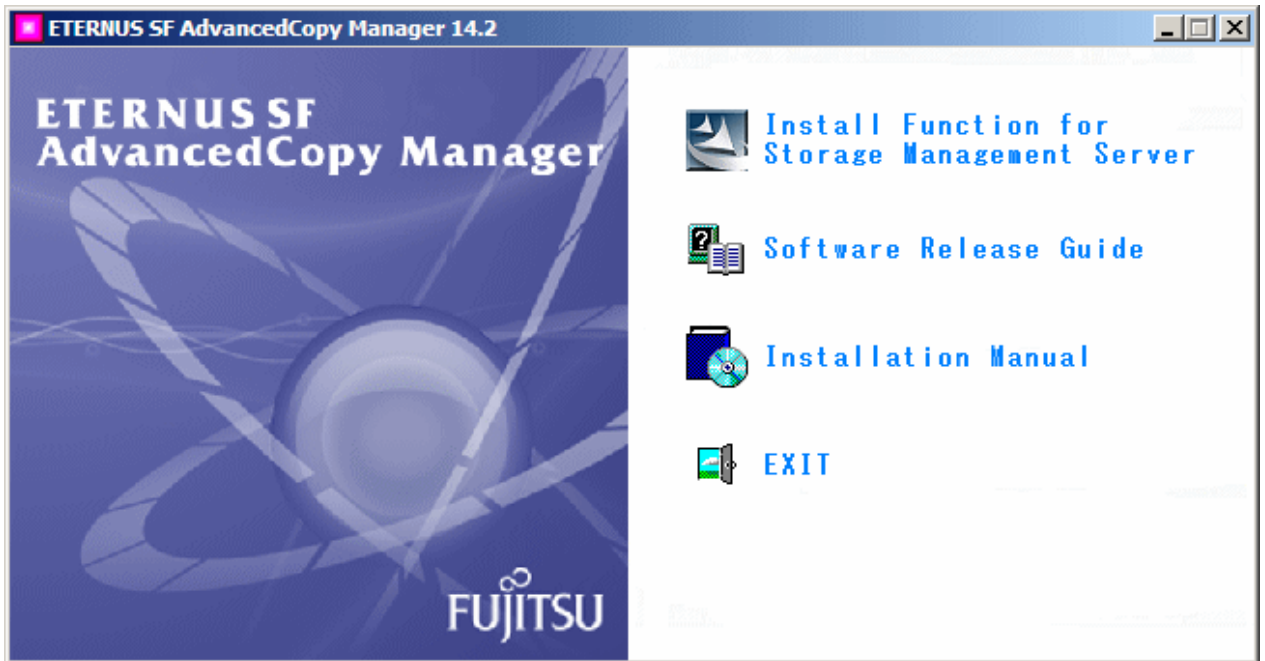 ETERNUS SF AdvancedCopy Manager 14.2
ETERNUS SF
AdvancedCopy Manager
FUJITSU
Install Function for
Storage Management Server
Software Release Guide
Installation Manual
EXIT